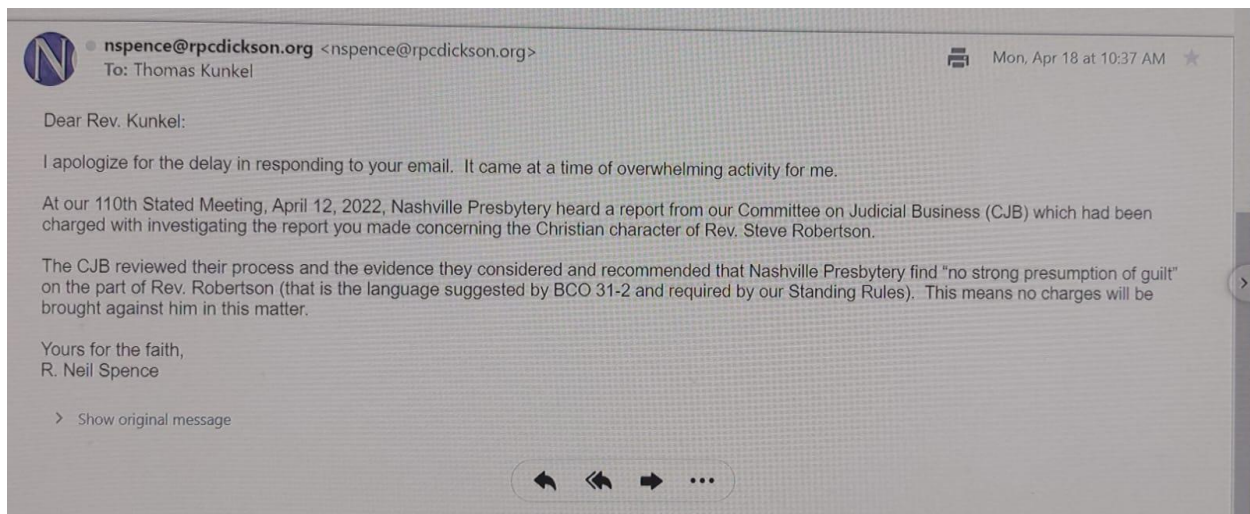 N
nspence@rpcdickson.org <nspence@rpcdickson.org>
Mon, Apr 18 at 10:37 AM
To: Thomas Kunkel
Dear Rev. Kunkel:
I apologize for the delay in responding to your email.  It came at a time of overwhelming activity for me.
At our 110th Stated Meeting, April 12, 2022, Nashville Presbytery heard a report from our Committee on Judicial Business (CJB) which had been
charged with investigating the report you made concerning the Christian character of Rev. Steve Robertson.
The CJB reviewed their process and the evidence they considered and recommended that Nashville Presbytery find “no strong presumption of guilt”
on the part of Rev. Robertson (that is the language suggested by BCO 31-2 and required by our Standing Rules).  This means no charges will be
brought against him in this matter.
Yours for the faith,
R. Neil Spence
> Show original message